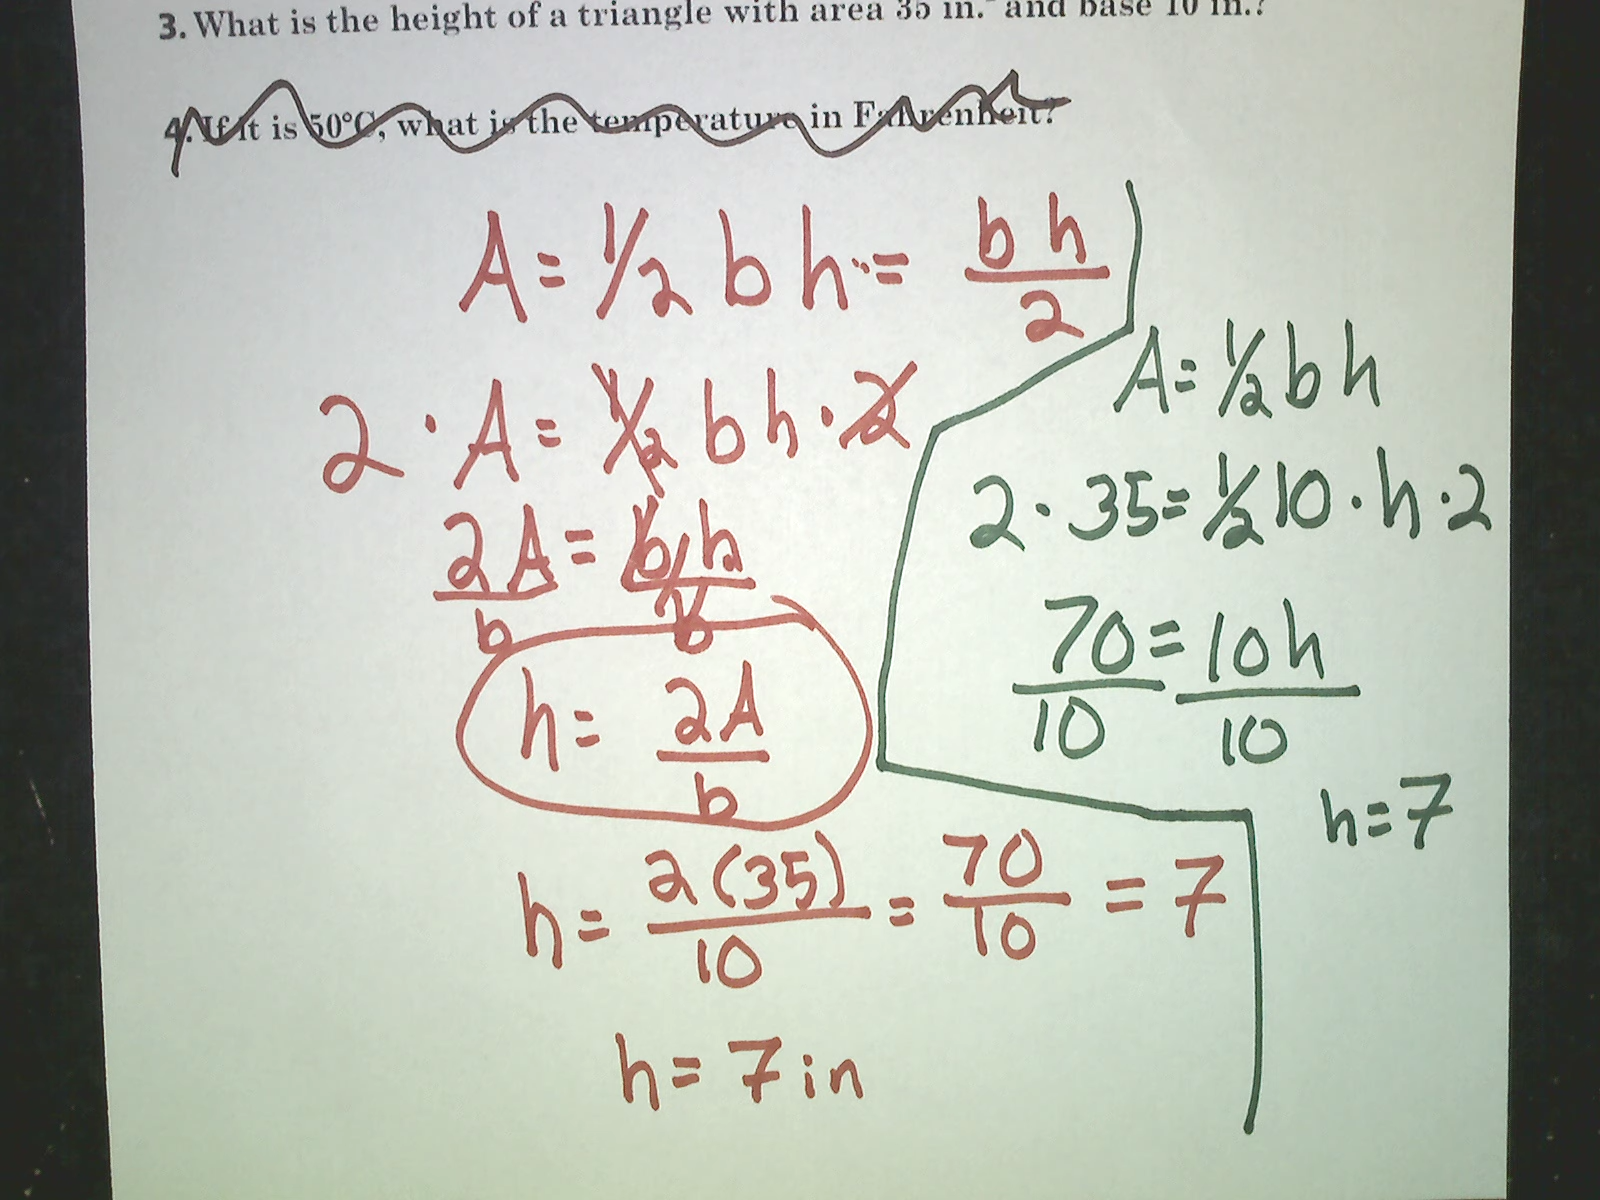 3. What is the height of a triangle with area 35 in.² and base 10 in.?
4. If it is 50°C, what is the temperature in Fahrenheit?
A = 1/2 b h = bh/2
2 · A = 1/2 b h · 2
2A/b = bh/b
h = 2A/b
h = 2(35)/10 = 70/10 = 7
h = 7 in
A = 1/2 b h
2 · 35 = 1/2 10 · h · 2
70/10 = 10h/10
h = 7